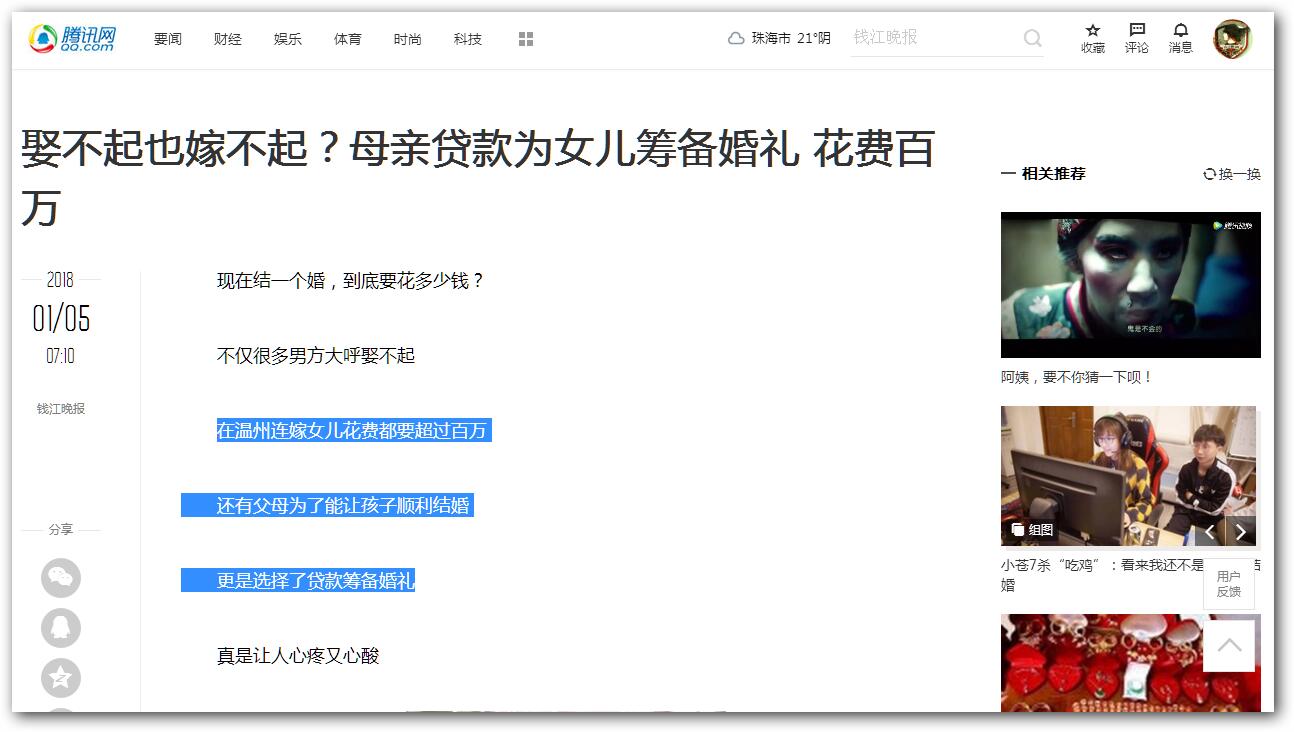 腾讯网
QQ.com
要闻
财经
娱乐
体育
时尚
科技
珠海市 21°阴
钱江晚报
收藏
评论
消息
娶不起也嫁不起？母亲贷款为女儿筹备婚礼 花费百
万
2018
01/05
07:10
钱江晚报
分享
现在结一个婚，到底要花多少钱？
不仅很多男方大呼娶不起
在温州连嫁女儿花费都要超过百万
还有父母为了能让孩子顺利结婚
更是选择了贷款筹备婚礼
真是让人心疼又心酸
相关推荐
换一换
腾讯视频
鬼是不会的
阿姨，要不你猜一下呗！
组图
小苍7杀“吃鸡”：看来我还不是
婚
用户
反馈